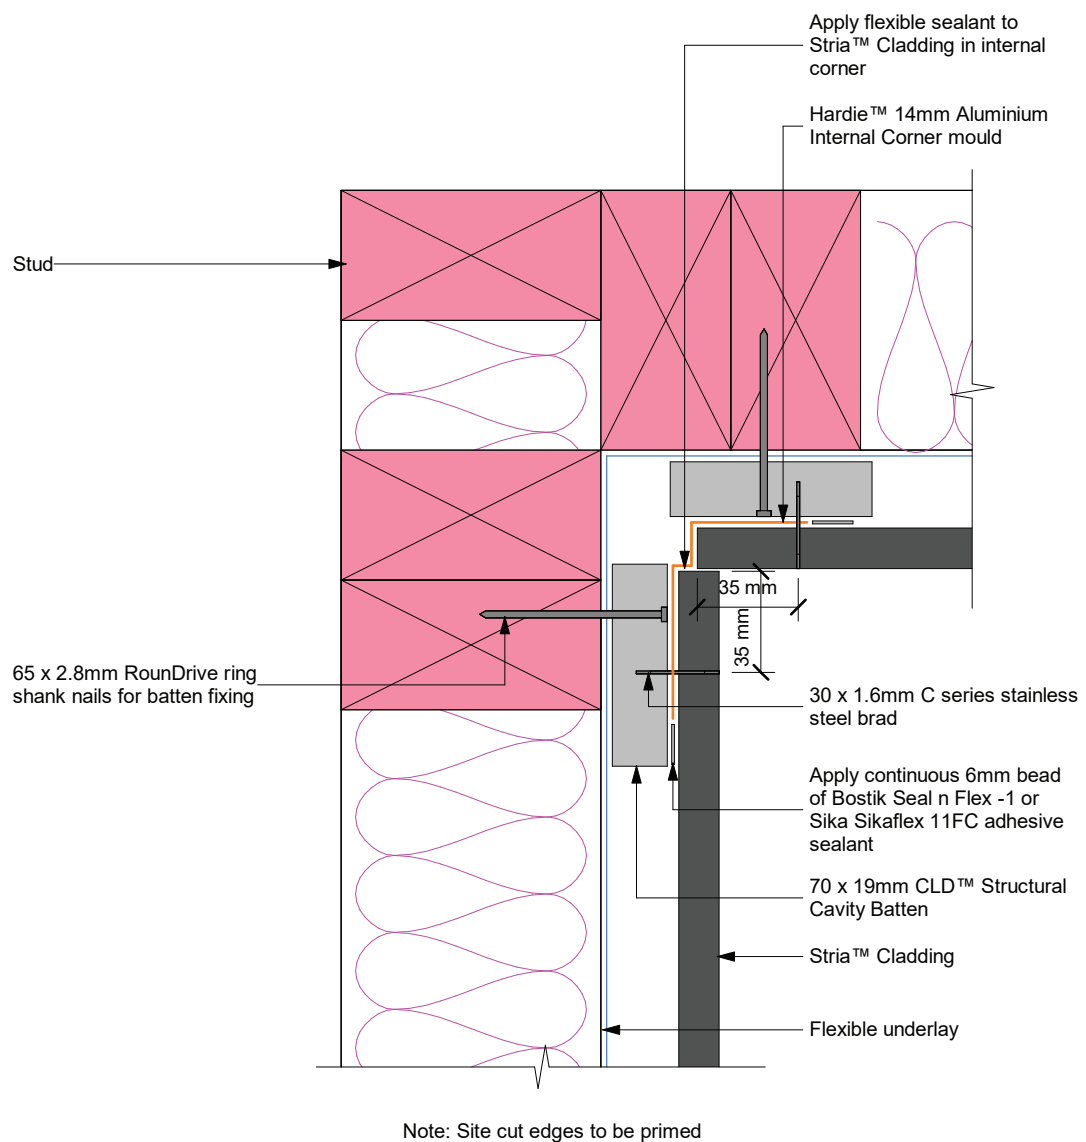 Apply flexible sealant to
Stria™ Cladding in internal
corner
Hardie™ 14mm Aluminium
Internal Corner mould
Stud
35 mm
35 mm
65 x 2.8mm RounDrive ring
shank nails for batten fixing
30 x 1.6mm C series stainless
steel brad
Apply continuous 6mm bead
of Bostik Seal n Flex -1 or
Sika Sikaflex 11FC adhesive
sealant
70 x 19mm CLD™ Structural
Cavity Batten
Stria™ Cladding
Flexible underlay
Note: Site cut edges to be primed